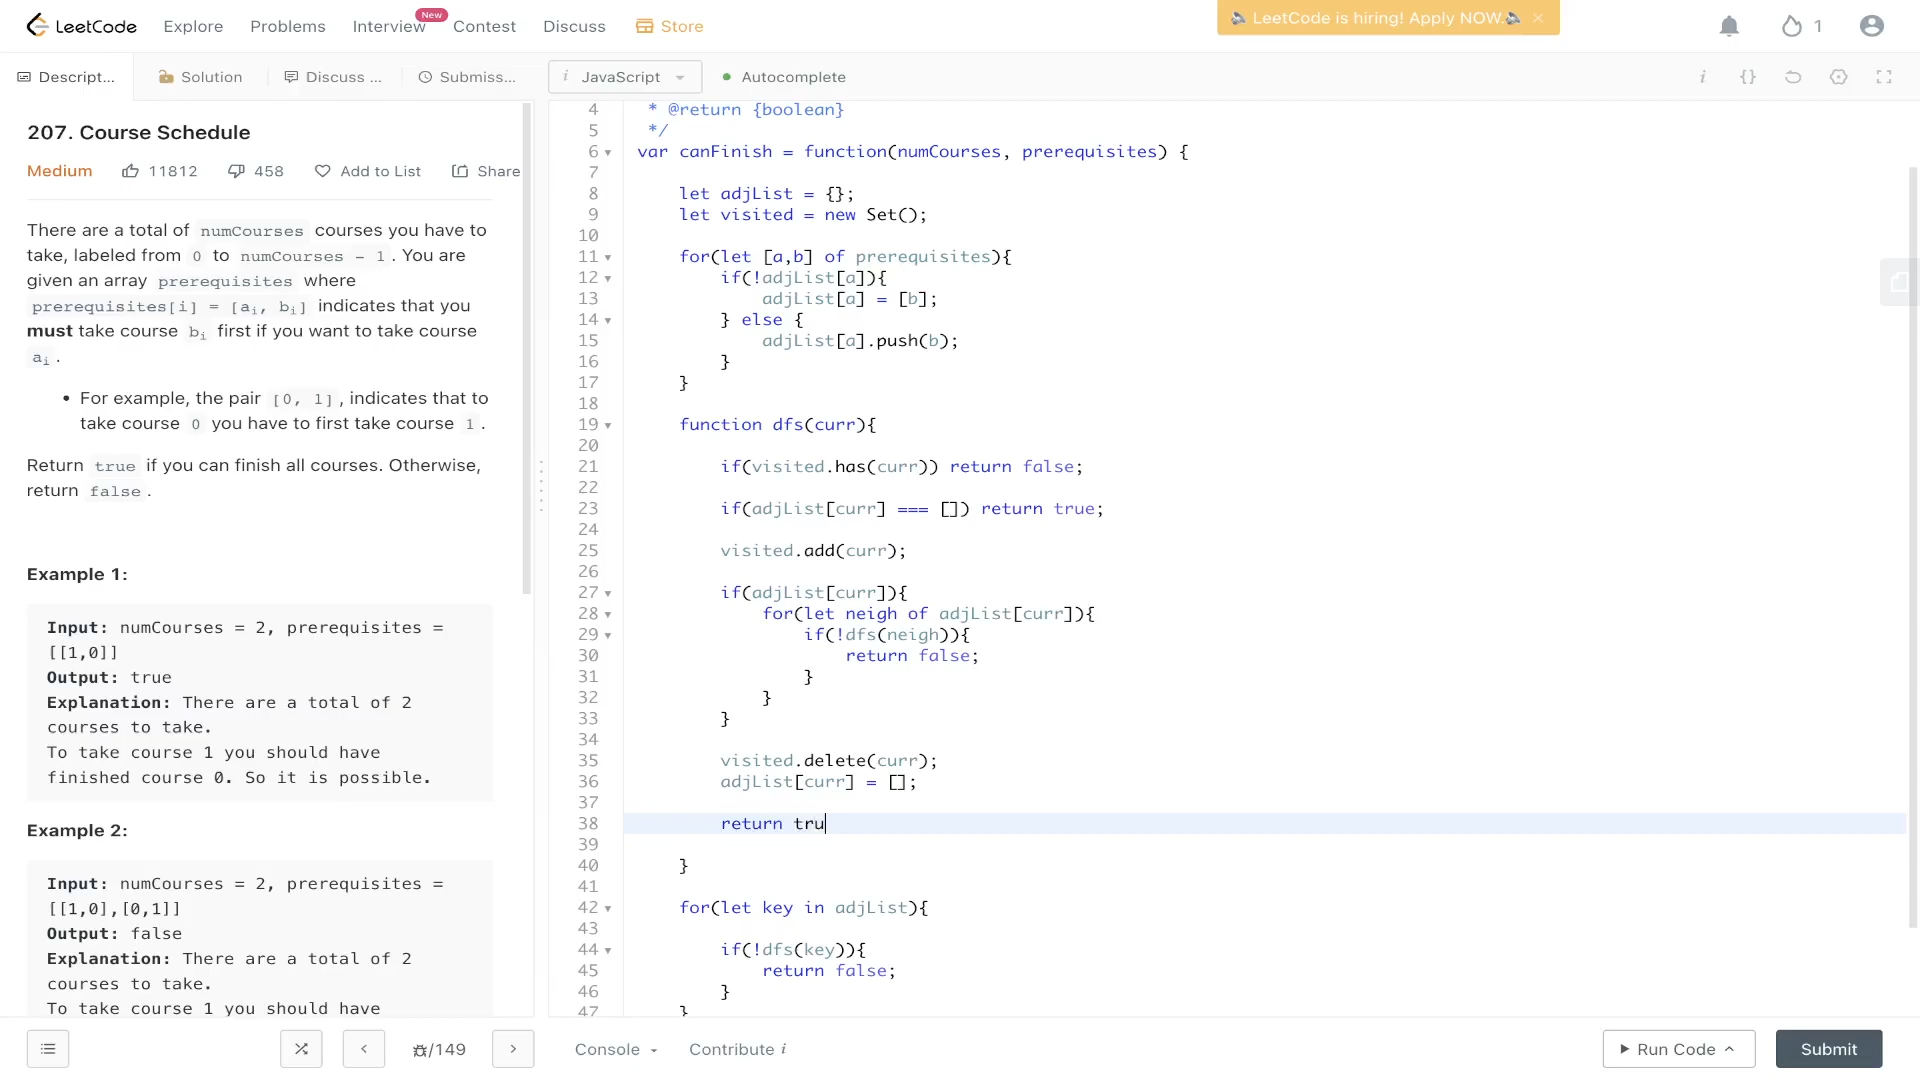 LeetCode Explore Problems Interview New Contest Discuss Store
LeetCode is hiring! Apply NOW. ×
1
Descript... Solution Discuss ... Submiss...
i JavaScript Autocomplete
i {}
207. Course Schedule
Medium 11812 458 Add to List Share
There are a total of numCourses courses you have to
take, labeled from 0 to numCourses - 1. You are
given an array prerequisites where
prerequisites[i] = [ai, bi] indicates that you
must take course bi first if you want to take course
ai.
• For example, the pair [0, 1], indicates that to
take course 0 you have to first take course 1.
Return true if you can finish all courses. Otherwise,
return false.
Example 1:
Input: numCourses = 2, prerequisites =
[[1,0]]
Output: true
Explanation: There are a total of 2
courses to take.
To take course 1 you should have
finished course 0. So it is possible.
Example 2:
Input: numCourses = 2, prerequisites =
[[1,0],[0,1]]
Output: false
Explanation: There are a total of 2
courses to take.
To take course 1 you should have
4 * @return {boolean}
5 */
6 var canFinish = function(numCourses, prerequisites) {
7
8 let adjList = {};
9 let visited = new Set();
10
11 for(let [a,b] of prerequisites){
12 if(!adjList[a]){
13 adjList[a] = [b];
14 } else {
15 adjList[a].push(b);
16 }
17 }
18
19 function dfs(curr){
20
21 if(visited.has(curr)) return false;
22
23 if(adjList[curr] === []) return true;
24
25 visited.add(curr);
26
27 if(adjList[curr]){
28 for(let neigh of adjList[curr]){
29 if(!dfs(neigh)){
30 return false;
31 }
32 }
33 }
34
35 visited.delete(curr);
36 adjList[curr] = [];
37
38 return tru
39
40 }
41
42 for(let key in adjList){
43
44 if(!dfs(key)){
45 return false;
46 }
47 }
< /149 > Console Contribute i Run Code Submit